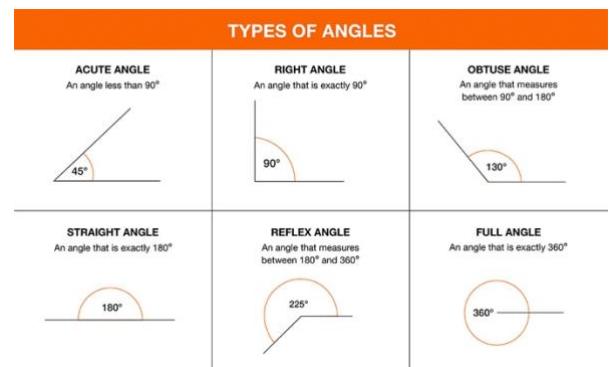 TYPES OF ANGLES
ACUTE ANGLE
An angle less than 90°
45°
RIGHT ANGLE
An angle that is exactly 90°
90°
OBTUSE ANGLE
An angle that measures
between 90° and 180°
130°
STRAIGHT ANGLE
An angle that is exactly 180°
180°
REFLEX ANGLE
An angle that measures
between 180° and 360°
225°
FULL ANGLE
An angle that is exactly 360°
360°